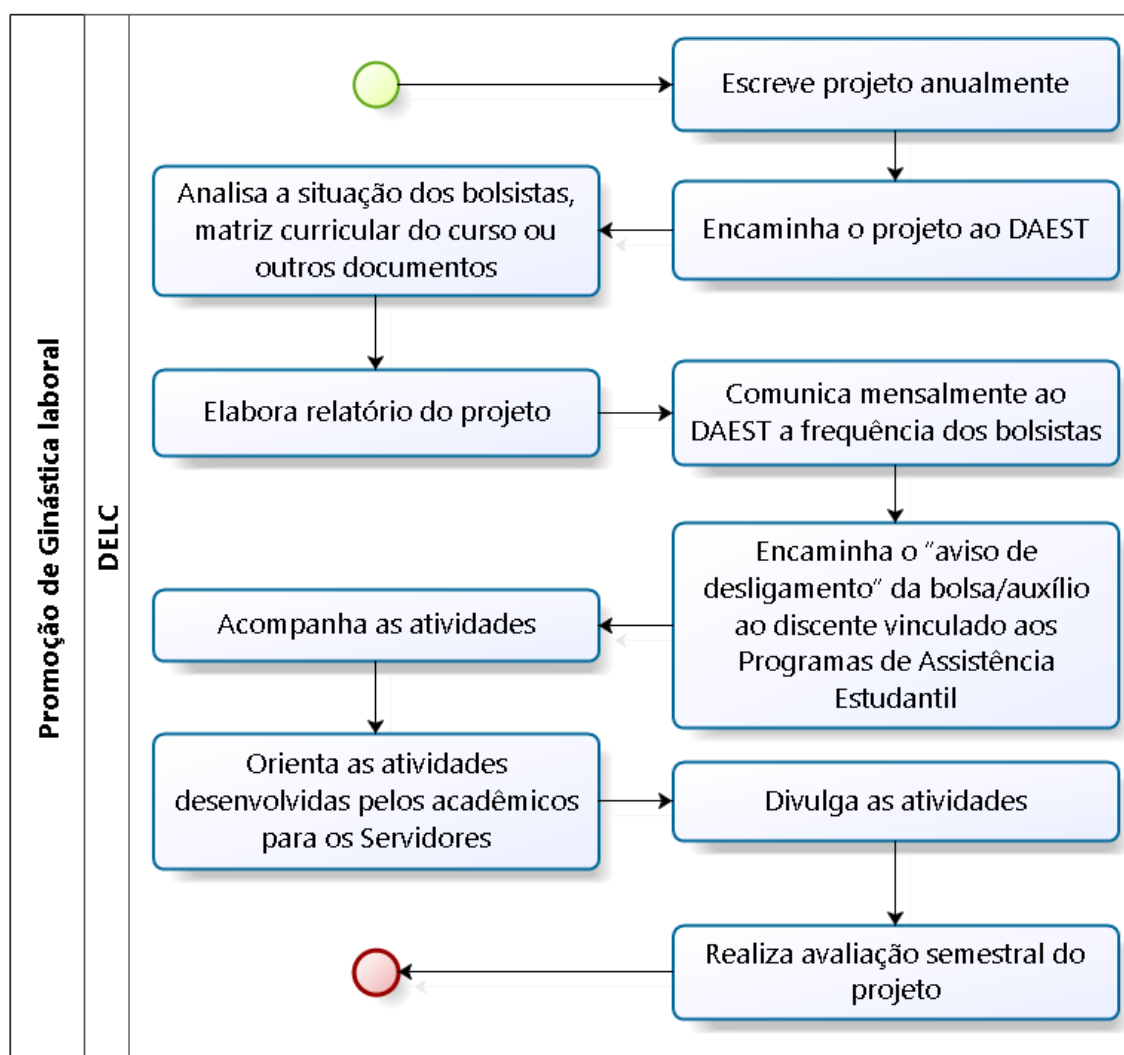 Promoção de Ginástica laboral
DELC
Escreve projeto anualmente
Encaminha o projeto ao DAEST
Analisa a situação dos bolsistas,
matriz curricular do curso ou
outros documentos
Elabora relatório do projeto
Comunica mensalmente ao
DAEST a frequência dos bolsistas
Encaminha o “aviso de
desligamento” da bolsa/auxílio
ao discente vinculado aos
Programas de Assistência
Estudantil
Acompanha as atividades
Orienta as atividades
desenvolvidas pelos acadêmicos
para os Servidores
Divulga as atividades
Realiza avaliação semestral do
projeto